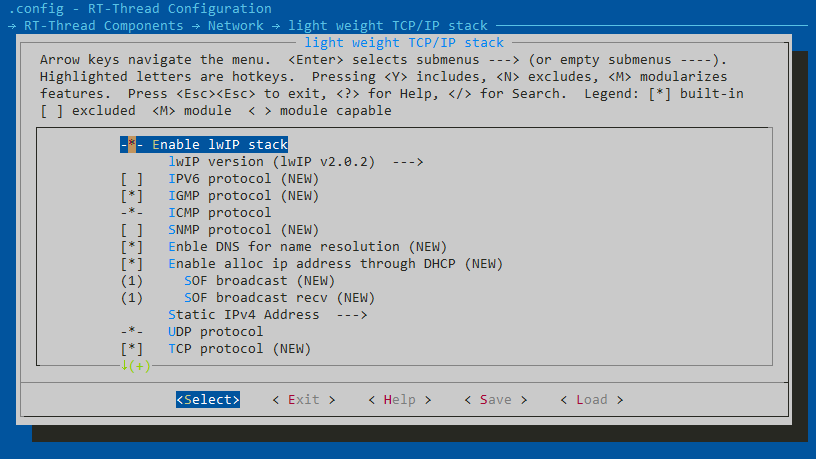 .config - RT-Thread Configuration
→ RT-Thread Components → Network → light weight TCP/IP stack
light weight TCP/IP stack
Arrow keys navigate the menu.  <Enter> selects submenus ---> (or empty submenus ----).
Highlighted letters are hotkeys.  Pressing <Y> includes, <N> excludes, <M> modularizes
features.  Press <Esc><Esc> to exit, <?> for Help, </> for Search.  Legend: [*] built-in
[ ] excluded  <M> module  < > module capable
-*- Enable lwIP stack
lwIP version (lwIP v2.0.2)  --->
[ ]   IPV6 protocol (NEW)
[*]   IGMP protocol (NEW)
-*-   ICMP protocol
[ ]   SNMP protocol (NEW)
[*]   Enble DNS for name resolution (NEW)
[*]   Enable alloc ip address through DHCP (NEW)
(1)     SOF broadcast (NEW)
(1)     SOF broadcast recv (NEW)
Static IPv4 Address  --->
-*-   UDP protocol
[*]   TCP protocol (NEW)
↓(+)
<Select>    < Exit >    < Help >    < Save >    < Load >